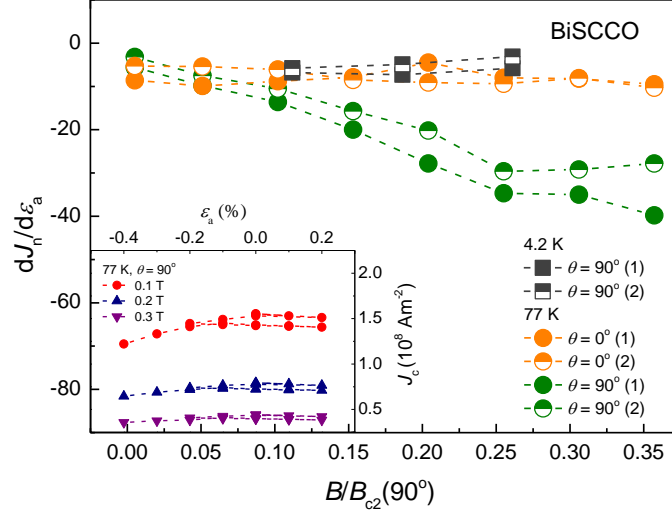 BiSCCO
0
-20
-40
-60
-80
dJₙ/dεₐ
0.00 0.05 0.10 0.15 0.20 0.25 0.30 0.35
B/B_c2(90°)
εₐ (%)
-0.4 -0.2 0.0 0.2
77 K, θ = 90°
0.1 T
0.2 T
0.3 T
2.0
1.5
1.0
0.5
J_c (10⁸ Am⁻²)
4.2 K
θ = 90° (1)
θ = 90° (2)
77 K
θ = 0° (1)
θ = 0° (2)
θ = 90° (1)
θ = 90° (2)